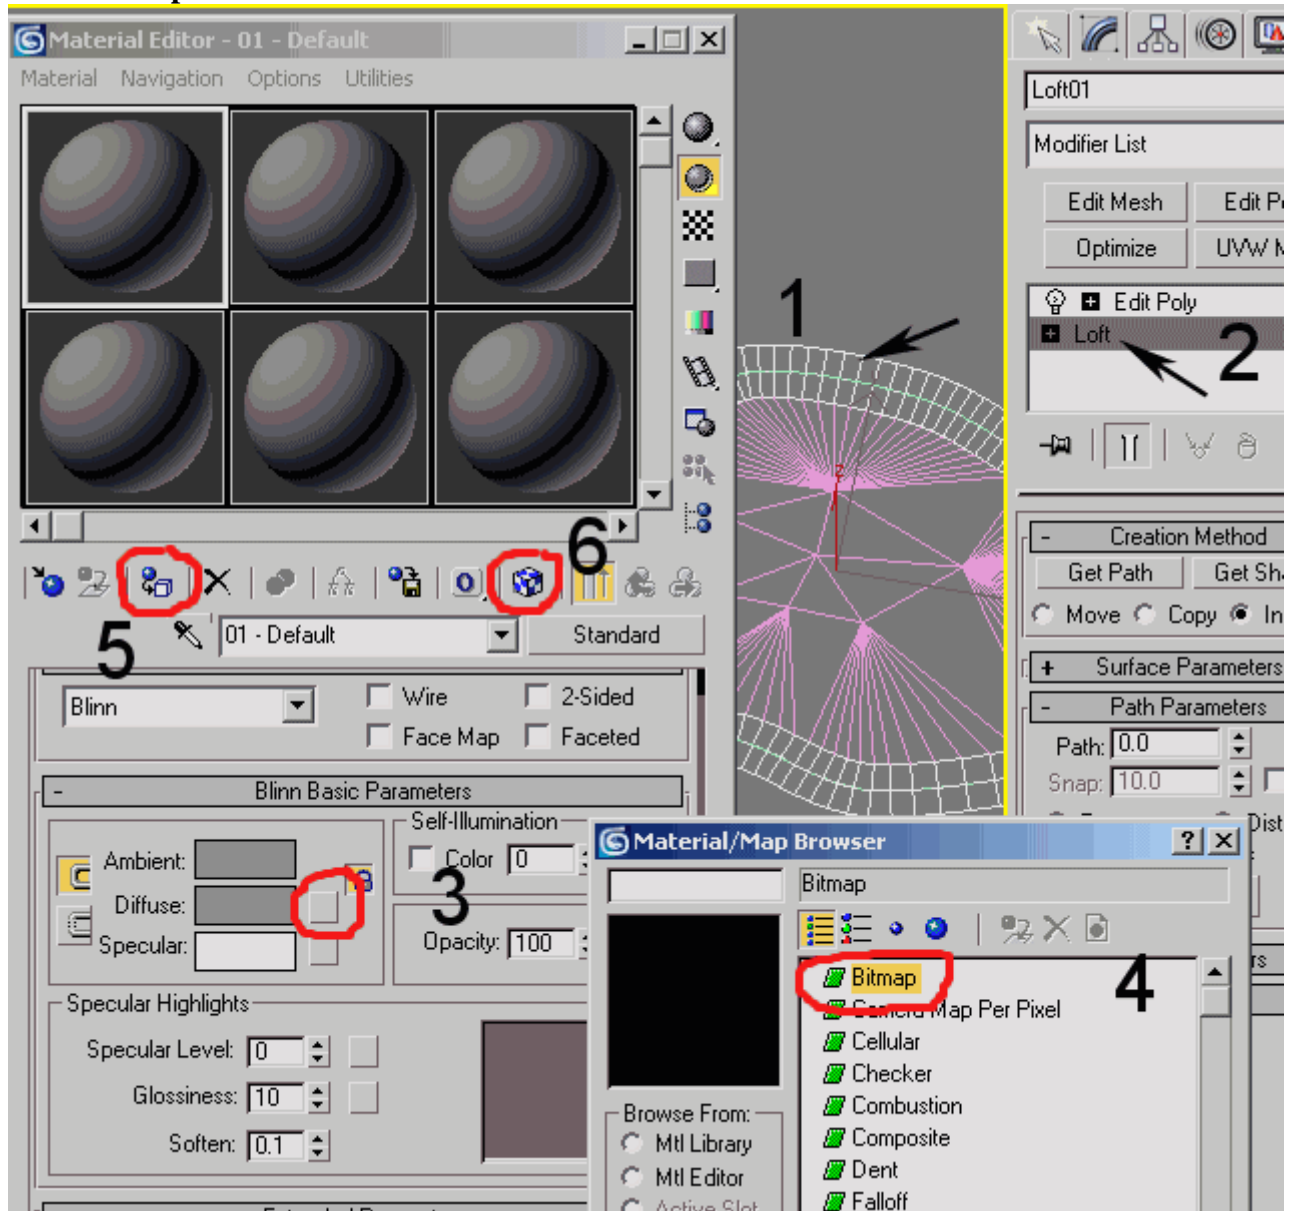 Material Editor - 01 - Default
Material Navigation Options Utilities
Loft01
Modifier List
Edit Mesh
Optimize
UVW
Edit Poly
Loft
1
2
z
6
5
01 - Default
Standard
Blinn
Wire
2-Sided
Face Map
Faceted
- Blinn Basic Parameters
Ambient:
Diffuse:
Specular:
Self-Illumination
Color 0
3
Opacity: 100
Specular Highlights
Specular Level: 0
Glossiness: 10
Soften: 0.1
- Creation Method
Get Path
Move
Copy
+ Surface Parameters
- Path Parameters
Path: 0.0
Snap: 10.0
Material/Map Browser
Bitmap
4
Bitmap
Camera Map Per Pixel
Cellular
Checker
Combustion
Composite
Dent
Falloff
Browse From:
Mtl Library
Mtl Editor
Active Slot